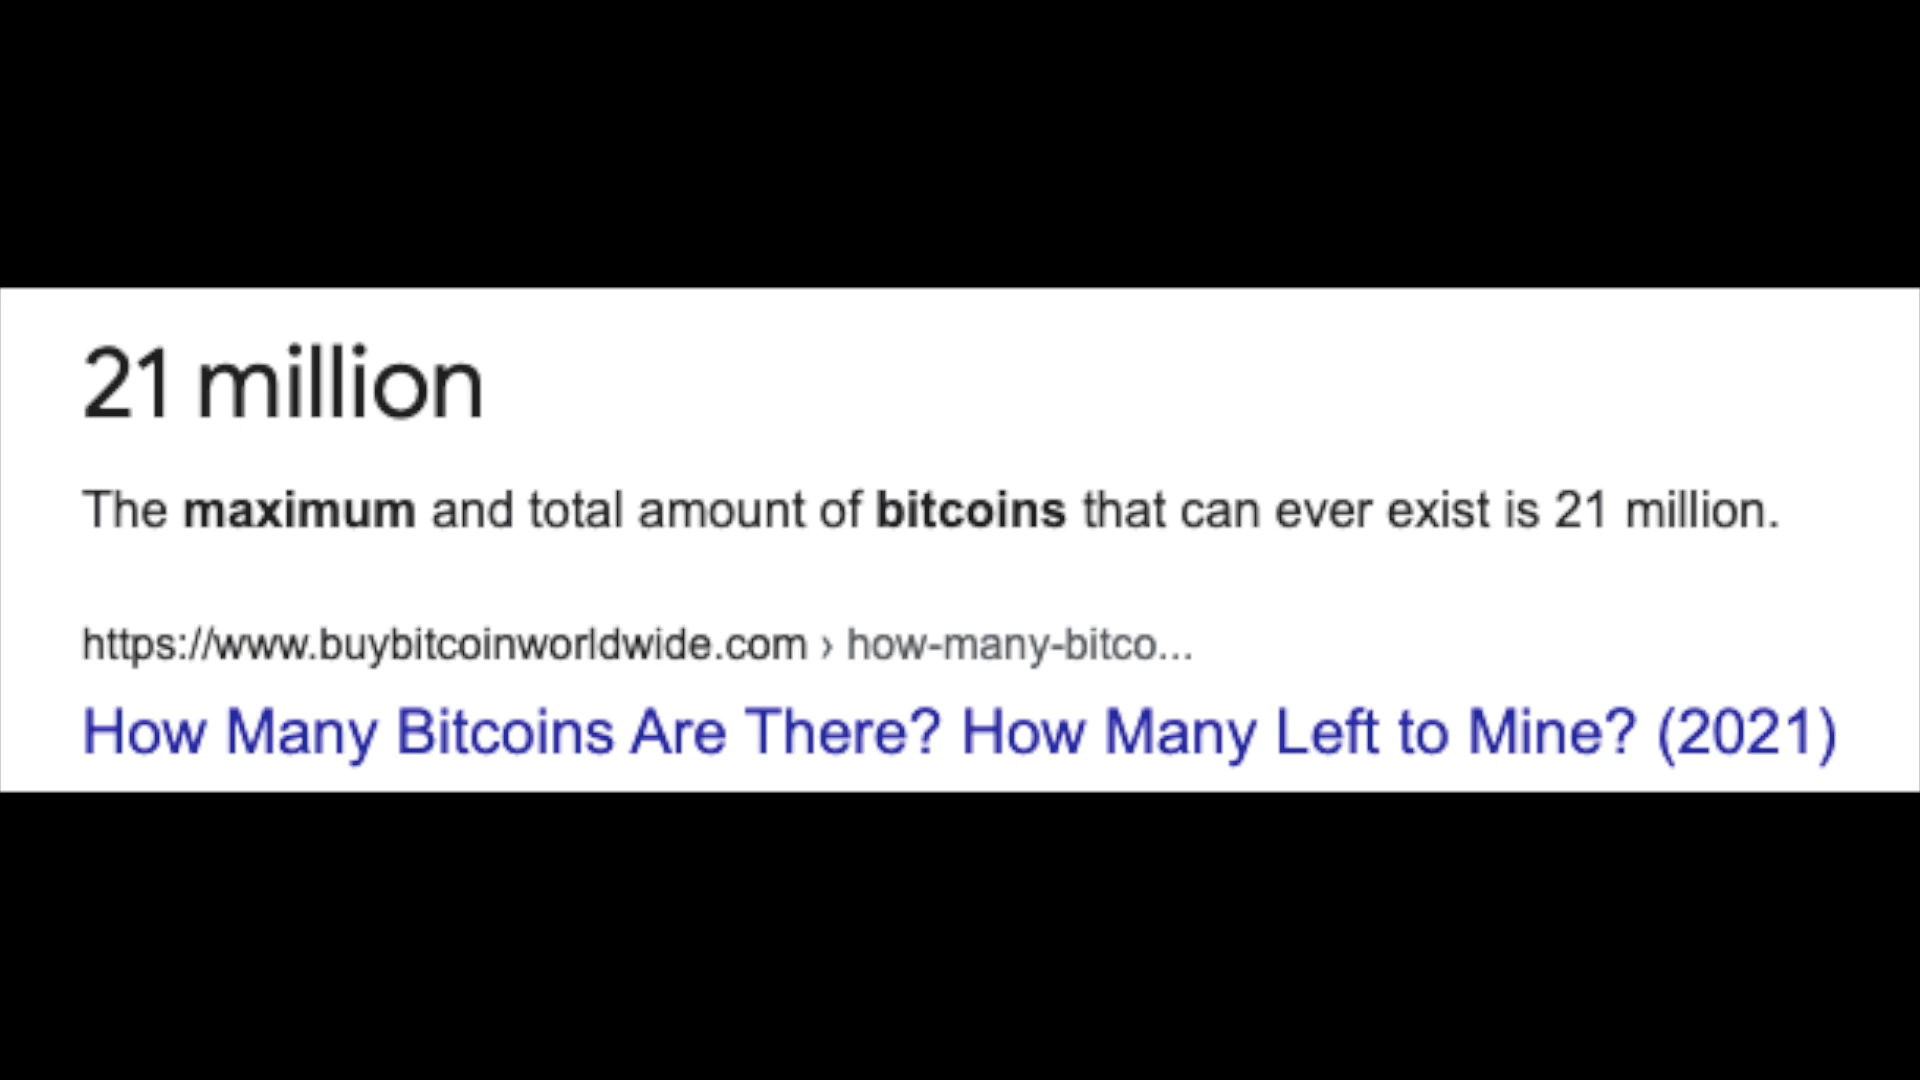 21 million
The maximum and total amount of bitcoins that can ever exist is 21 million.
https://www.buybitcoinworldwide.com › how-many-bitco...
How Many Bitcoins Are There? How Many Left to Mine? (2021)